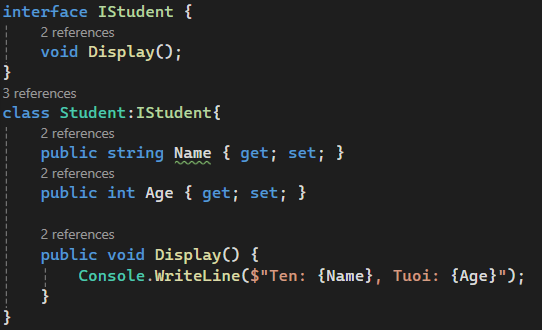 interface IStudent {
2 references
void Display();
}
3 references
class Student:IStudent{
2 references
public string Name { get; set; }
2 references
public int Age { get; set; }
2 references
public void Display() {
Console.WriteLine($"Ten: {Name}, Tuoi: {Age}");
}
}